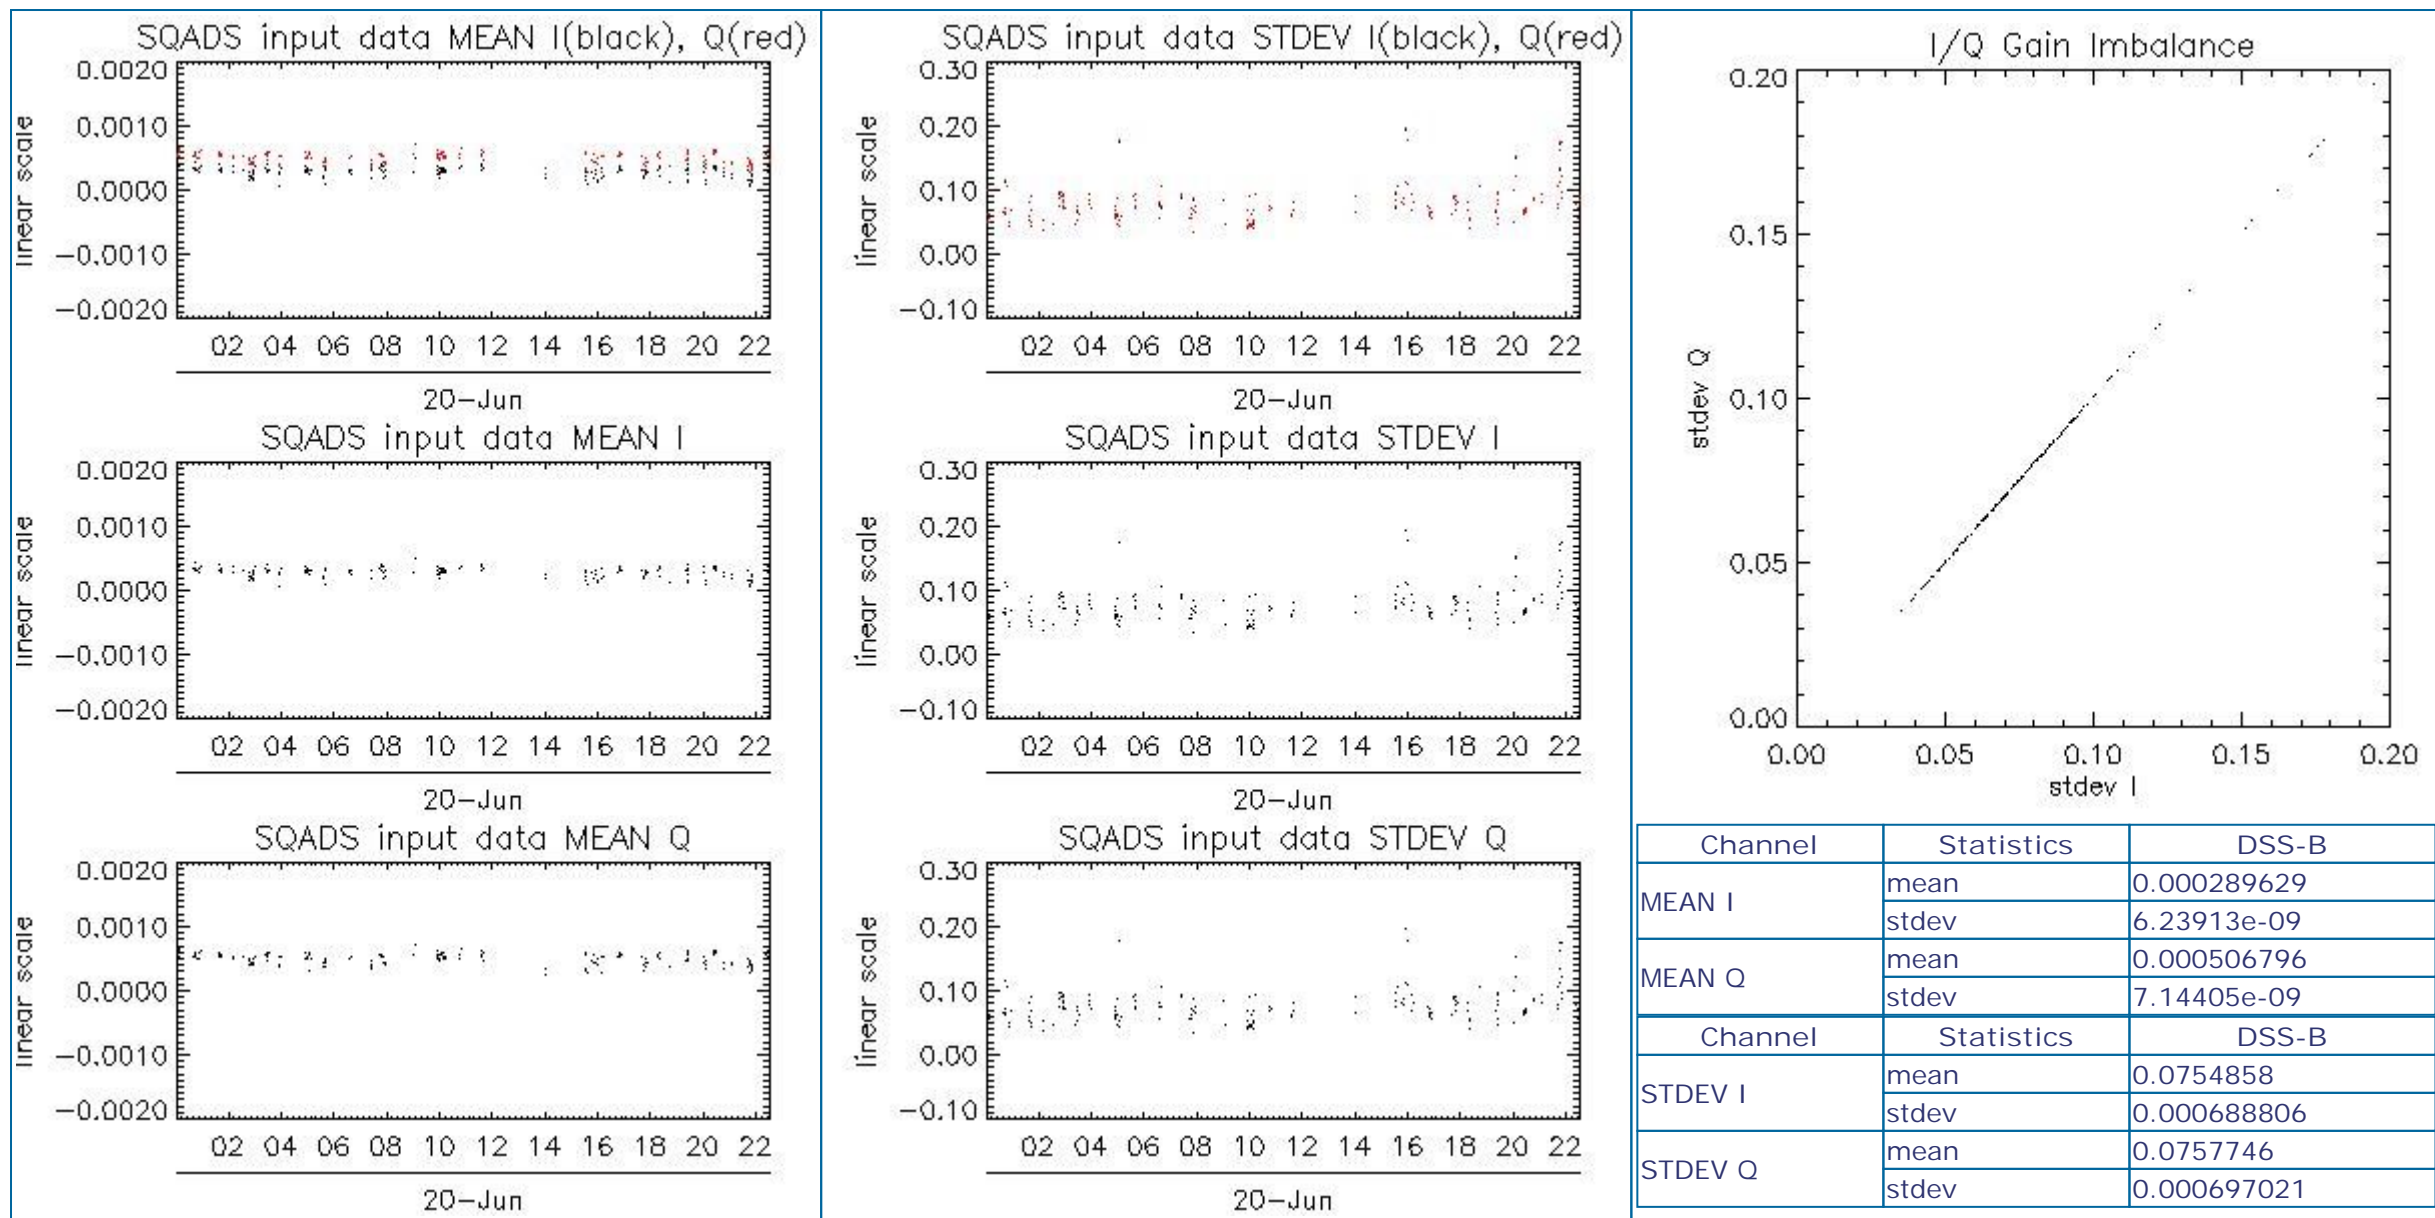 SQADS input data MEAN I(black), Q(red)
0.0020
0.0010
0.0000
-0.0010
-0.0020
linear scale
02 04 06 08 10 12 14 16 18 20 22
20-Jun
SQADS input data MEAN I
0.0020
0.0010
0.0000
-0.0010
-0.0020
linear scale
02 04 06 08 10 12 14 16 18 20 22
20-Jun
SQADS input data MEAN Q
0.0020
0.0010
0.0000
-0.0010
-0.0020
linear scale
02 04 06 08 10 12 14 16 18 20 22
20-Jun
SQADS input data STDEV I(black), Q(red)
0.30
0.20
0.10
0.00
-0.10
linear scale
02 04 06 08 10 12 14 16 18 20 22
20-Jun
SQADS input data STDEV I
0.30
0.20
0.10
0.00
-0.10
linear scale
02 04 06 08 10 12 14 16 18 20 22
20-Jun
SQADS input data STDEV Q
0.30
0.20
0.10
0.00
-0.10
linear scale
02 04 06 08 10 12 14 16 18 20 22
20-Jun
I/Q Gain Imbalance
0.20
0.15
0.10
0.05
0.00
stdev Q
0.00 0.05 0.10 0.15 0.20
stdev I
Channel Statistics DSS-B
MEAN I mean 0.000289629
stdev 6.23913e-09
MEAN Q mean 0.000506796
stdev 7.14405e-09
Channel Statistics DSS-B
STDEV I mean 0.0754858
stdev 0.000688806
STDEV Q mean 0.0757746
stdev 0.000697021